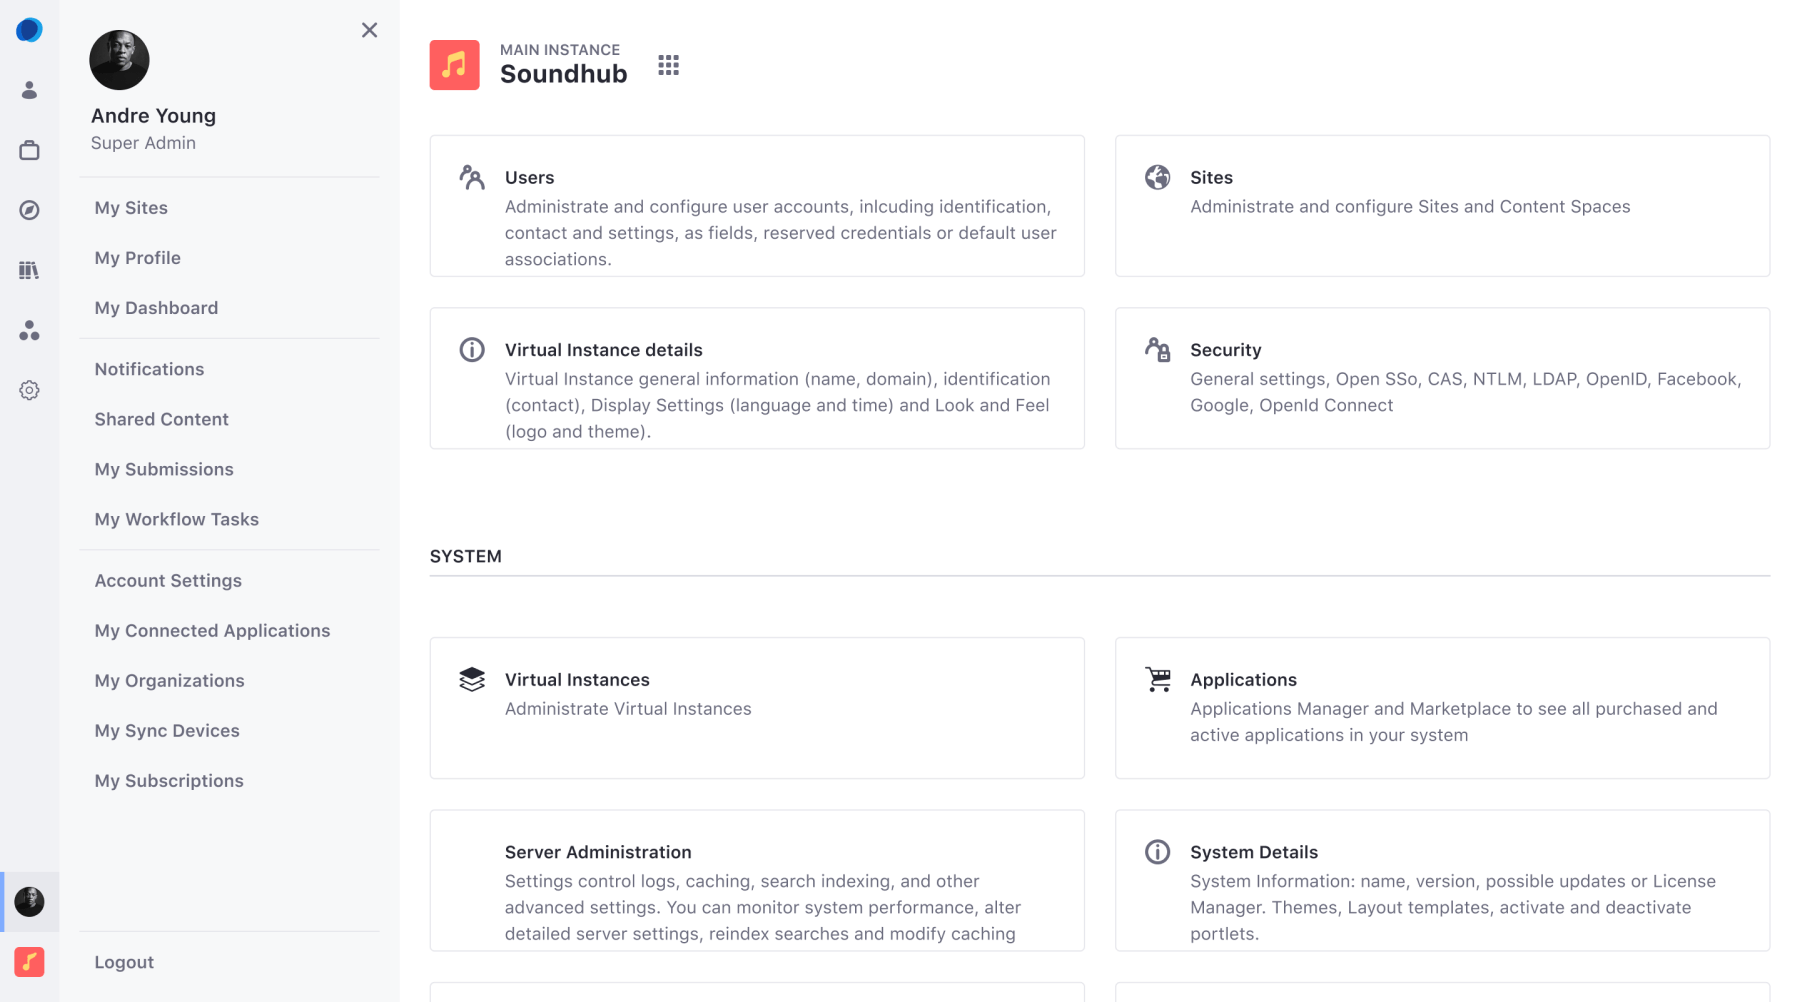 Andre Young
Super Admin
My Sites
My Profile
My Dashboard
Notifications
Shared Content
My Submissions
My Workflow Tasks
Account Settings
My Connected Applications
My Organizations
My Sync Devices
My Subscriptions
Logout
MAIN INSTANCE
Soundhub
Users
Administrate and configure user accounts, inlcuding identification,
contact and settings, as fields, reserved credentials or default user
associations.
Sites
Administrate and configure Sites and Content Spaces
Virtual Instance details
Virtual Instance general information (name, domain), identification
(contact), Display Settings (language and time) and Look and Feel
(logo and theme).
Security
General settings, Open SSo, CAS, NTLM, LDAP, OpenID, Facebook,
Google, OpenId Connect
SYSTEM
Virtual Instances
Administrate Virtual Instances
Applications
Applications Manager and Marketplace to see all purchased and
active applications in your system
Server Administration
Settings control logs, caching, search indexing, and other
advanced settings. You can monitor system performance, alter
detailed server settings, reindex searches and modify caching
System Details
System Information: name, version, possible updates or License
Manager. Themes, Layout templates, activate and deactivate
portlets.